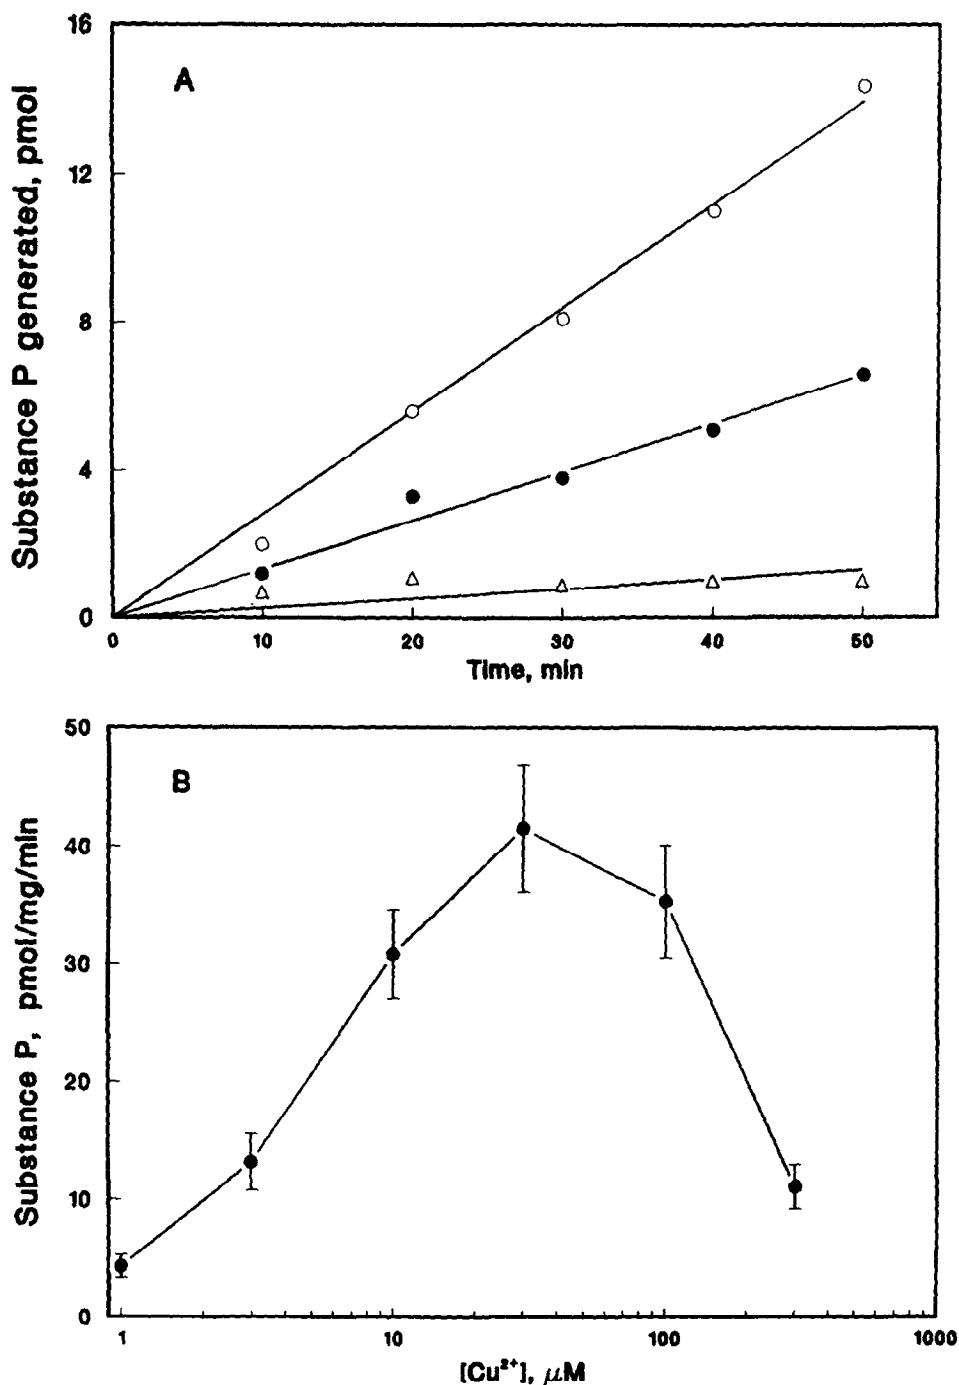 A
Substance P generated, pmol
16
12
8
4
0
0 10 20 30 40 50
Time, min
B
Substance P, pmol/mg/min
50
40
30
20
10
0
1 10 100 1000
[Cu²⁺], μM